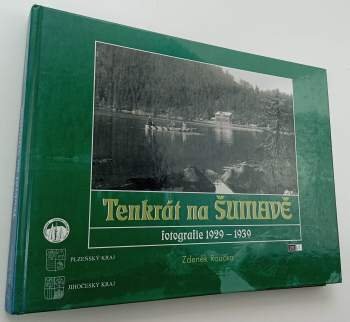 Tenkrát na ŠUMAVĚ
fotografie 1929 – 1939
Zdeněk Roučka
PLZEŇSKÝ KRAJ
JIHOČESKÝ KRAJ